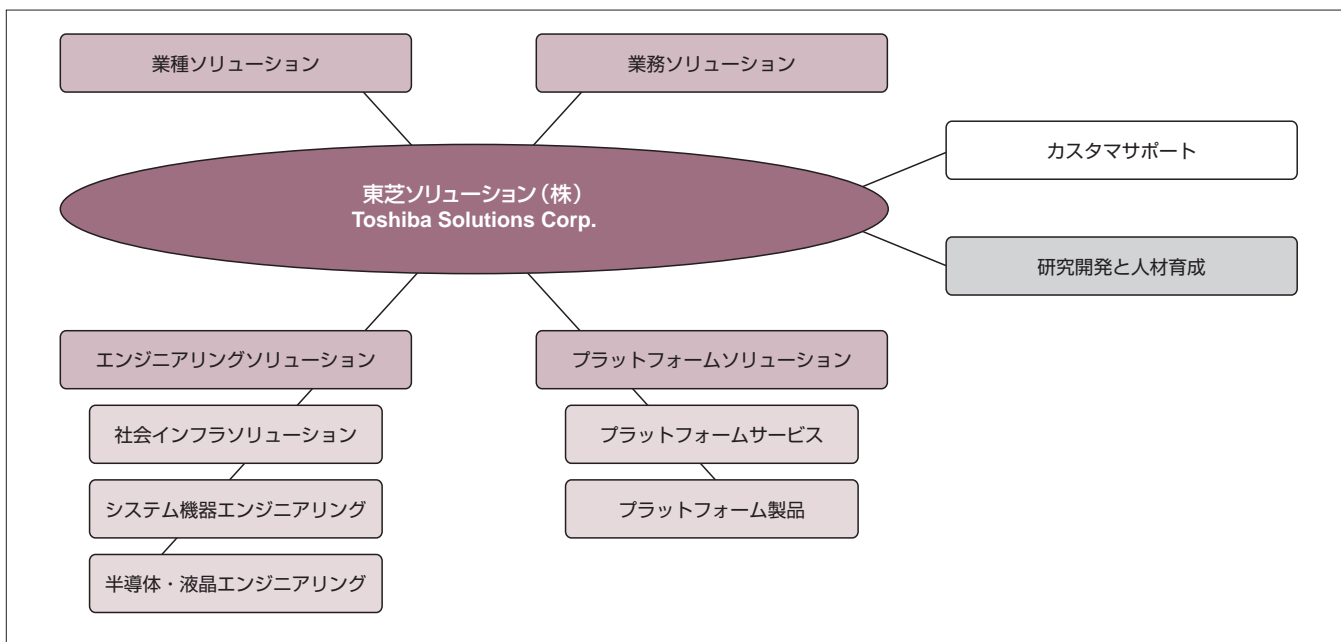 業種ソリューション
業務ソリューション
カスタマサポート
東芝ソリューション(株)
Toshiba Solutions Corp.
研究開発と人材育成
エンジニアリングソリューション
プラットフォームソリューション
社会インフラソリューション
プラットフォームサービス
システム機器エンジニアリング
プラットフォーム製品
半導体・液晶エンジニアリング